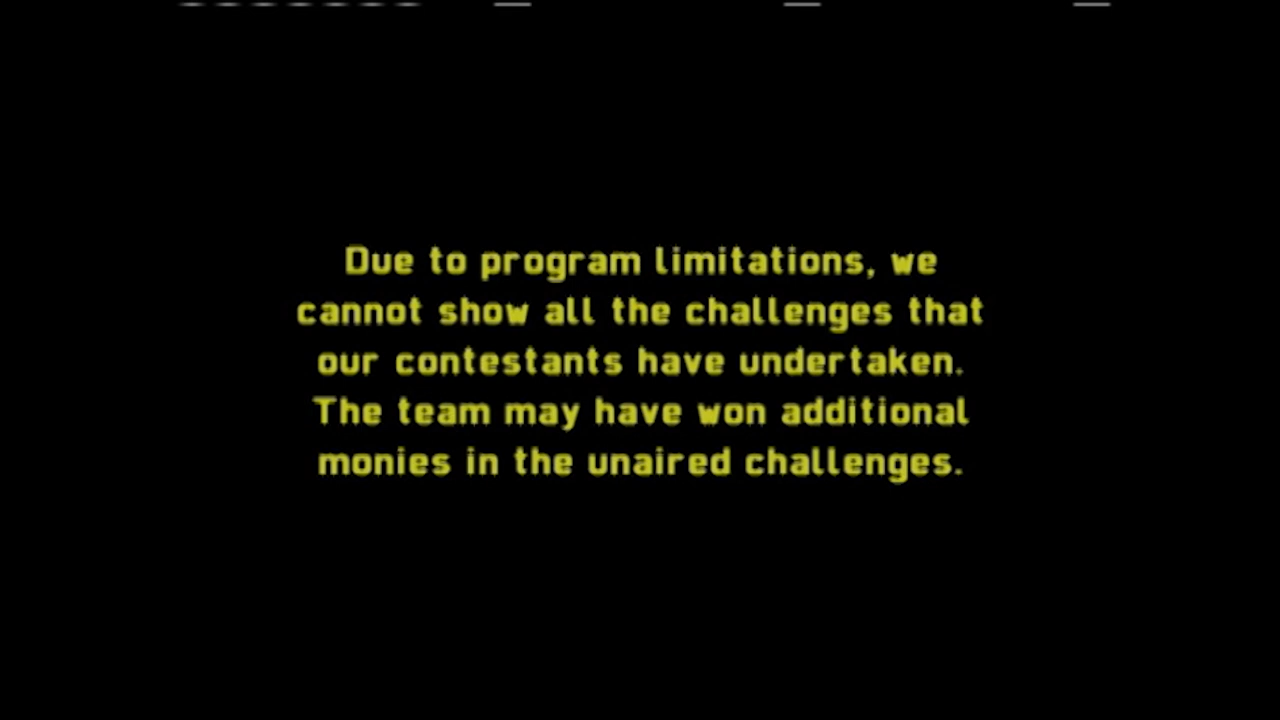 Due to program limitations, we
cannot show all the challenges that
our contestants have undertaken.
The team may have won additional
monies in the unaired challenges.